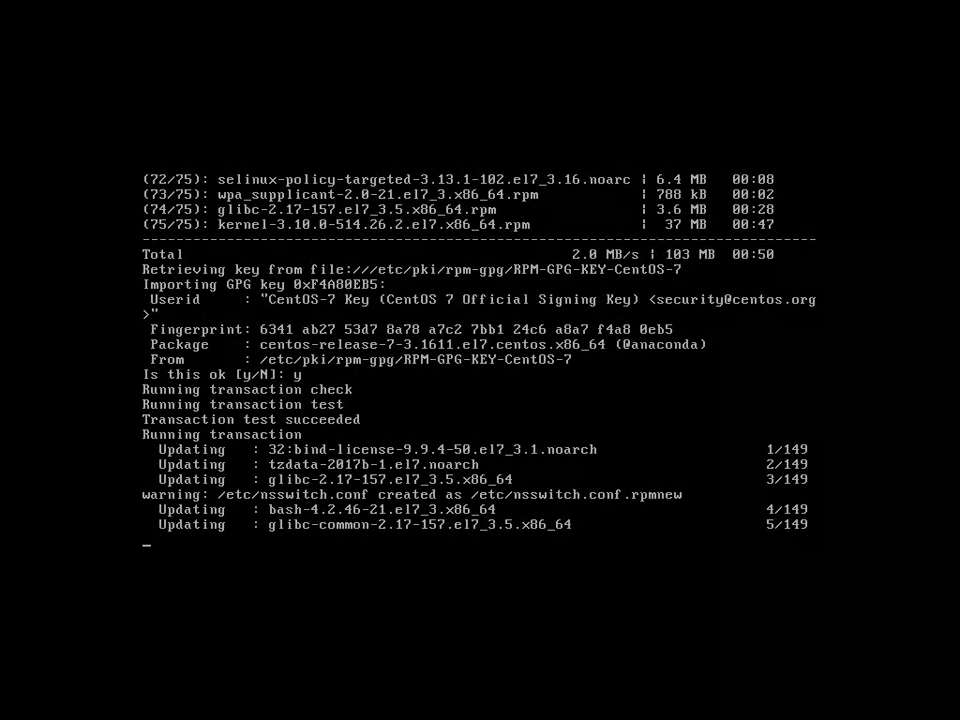 (72/75): selinux-policy-targeted-3.13.1-102.el7_3.16.noarc | 6.4 MB   00:08
(73/75): wpa_supplicant-2.0-21.el7_3.x86_64.rpm            | 788 kB   00:02
(74/75): glibc-2.17-157.el7_3.5.x86_64.rpm                 | 3.6 MB   00:28
(75/75): kernel-3.10.0-514.26.2.el7.x86_64.rpm             |  37 MB   00:47
--------------------------------------------------------------------------------
Total                                              2.0 MB/s | 103 MB  00:50
Retrieving key from file:///etc/pki/rpm-gpg/RPM-GPG-KEY-CentOS-7
Importing GPG key 0xF4A80EB5:
 Userid     : "CentOS-7 Key (CentOS 7 Official Signing Key) <security@centos.org
>"
 Fingerprint: 6341 ab27 53d7 8a78 a7c2 7bb1 24c6 a8a7 f4a8 0eb5
 Package    : centos-release-7-3.1611.el7.centos.x86_64 (@anaconda)
 From       : /etc/pki/rpm-gpg/RPM-GPG-KEY-CentOS-7
Is this ok [y/N]: y
Running transaction check
Running transaction test
Transaction test succeeded
Running transaction
  Updating   : 32:bind-license-9.9.4-50.el7_3.1.noarch                    1/149
  Updating   : tzdata-2017b-1.el7.noarch                                  2/149
  Updating   : glibc-2.17-157.el7_3.5.x86_64                              3/149
warning: /etc/nsswitch.conf created as /etc/nsswitch.conf.rpmnew
  Updating   : bash-4.2.46-21.el7_3.x86_64                                4/149
  Updating   : glibc-common-2.17-157.el7_3.5.x86_64                       5/149
_